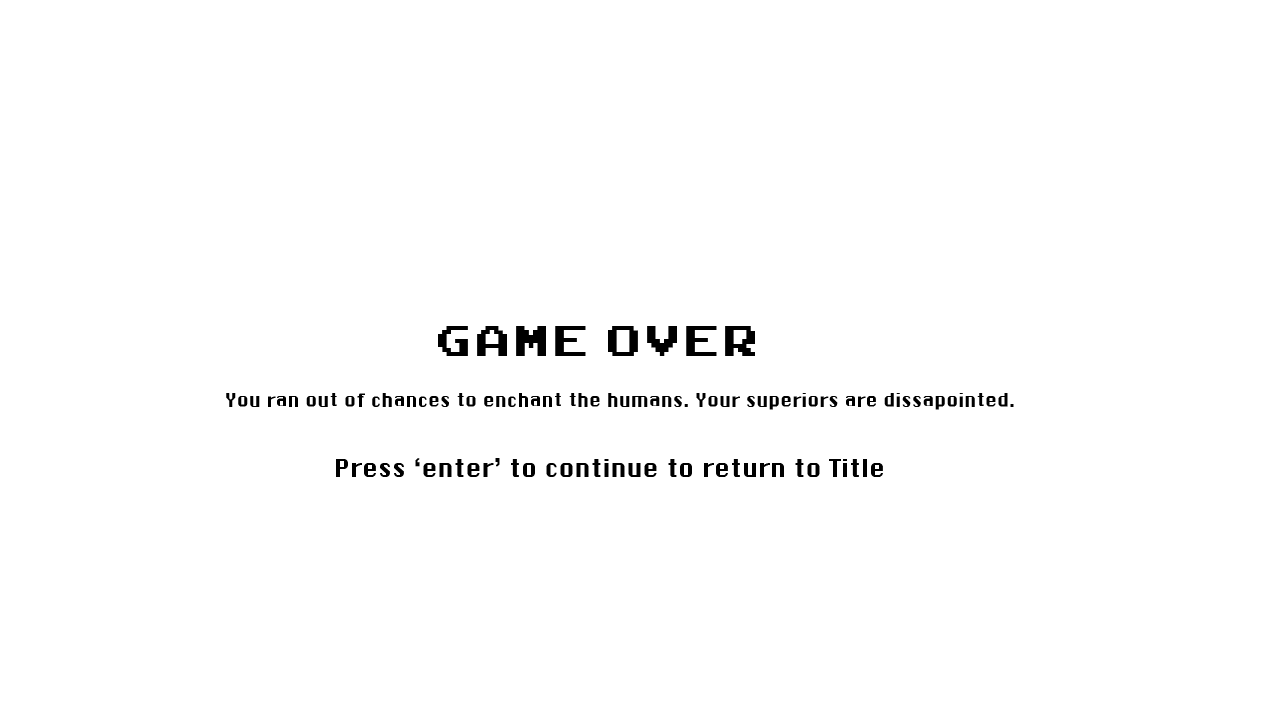 GAME OVER
You ran out of chances to enchant the humans. Your superiors are dissapointed.
Press ‘enter’ to continue to return to Title